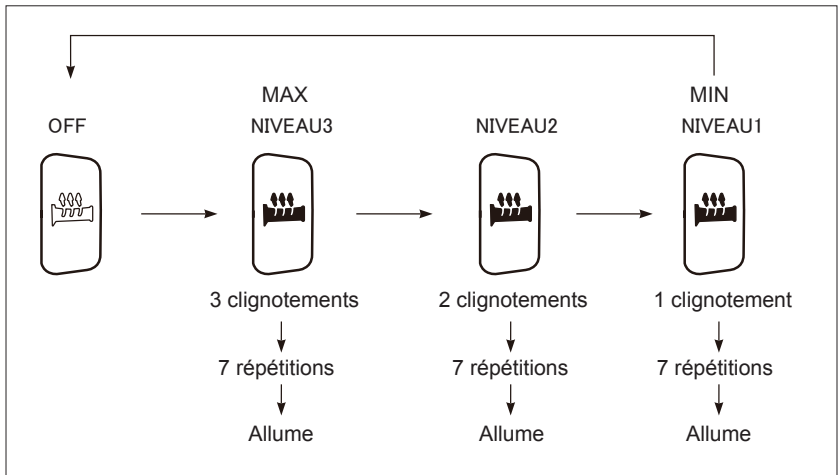 MAX
MIN
OFF
NIVEAU3
NIVEAU2
NIVEAU1
3 clignotements
2 clignotements
1 clignotement
7 répétitions
7 répétitions
7 répétitions
Allume
Allume
Allume